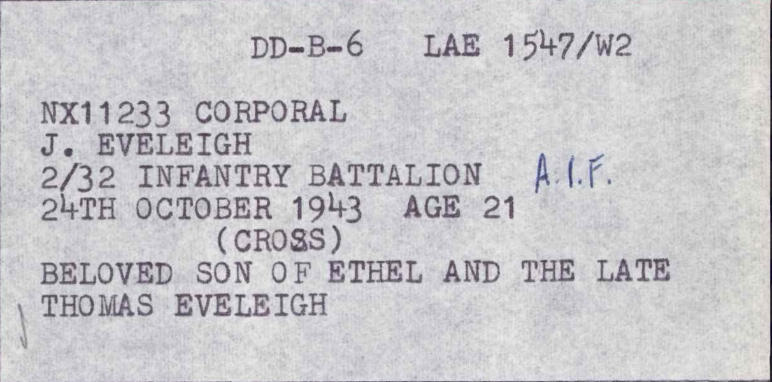 DD-B-6 LAE 1547/W2
NX11233 CORPORAL
J. EVELEIGH
2/32 INFANTRY BATTALION A.I.F.
24TH OCTOBER 1943 AGE 21
(CROSS)
BELOVED SON OF ETHEL AND THE LATE
THOMAS EVELEIGH